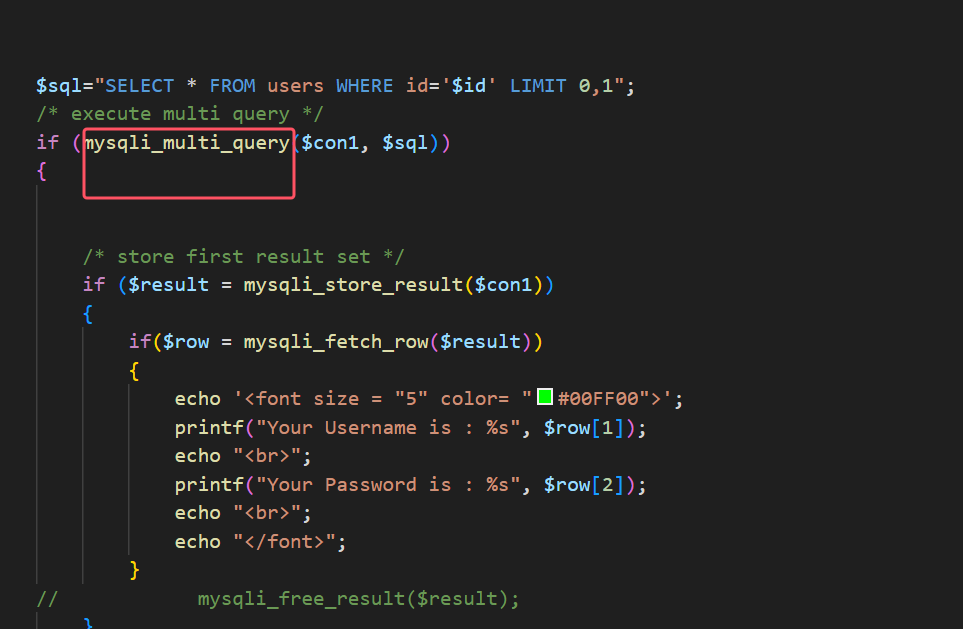 $sql="SELECT * FROM users WHERE id='$id' LIMIT 0,1";
/* execute multi query */
if (mysqli_multi_query($con1, $sql))
{
/* store first result set */
if ($result = mysqli_store_result($con1))
{
if($row = mysqli_fetch_row($result))
{
echo '<font size = "5" color= "#00FF00">';
printf("Your Username is : %s", $row[1]);
echo "<br>";
printf("Your Password is : %s", $row[2]);
echo "<br>";
echo "</font>";
}
// mysqli_free_result($result);
}